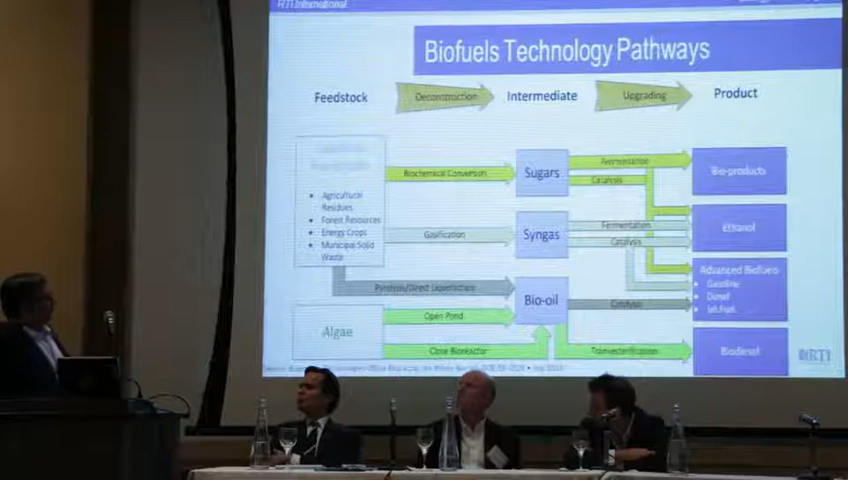 RTI International
Biofuels Technology Pathways
Feedstock
Deconstruction
Intermediate
Upgrading
Product
Biochemical Conversion
Sugars
Fermentation
Catalysis
Bio-products
• Agricultural
Residues
• Forest Resources
• Energy Crops
• Municipal Solid
Waste
Gasification
Syngas
Fermentation
Catalysis
Ethanol
Pyrolysis/Direct Liquefaction
Bio-oil
Catalysis
Advanced Biofuels
• Gasoline
• Diesel
• Jet Fuel
Algae
Open Pond
Close Bioreactor
Transesterification
Biodiesel
RTI